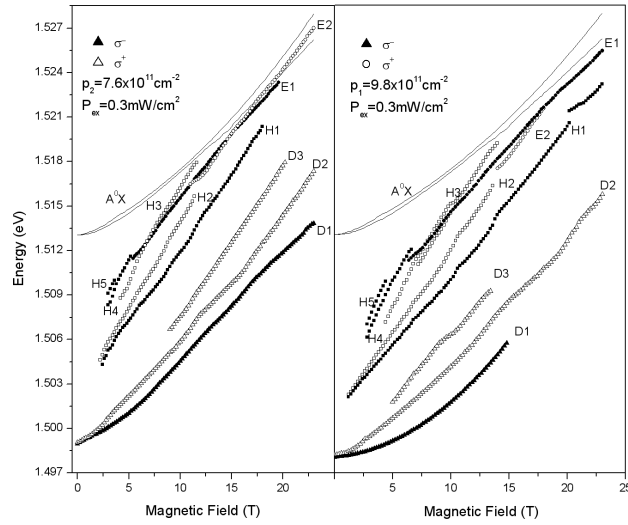 1.527
1.524
1.521
1.518
1.515
1.512
1.509
1.506
1.503
1.500
1.497
Energy (eV)
σ⁻
σ⁺
p₂=7.6x10¹¹cm⁻²
Pₑₓ=0.3mW/cm²
A⁰X
E2
E1
H1
D3
D2
D1
H3
H2
H5
H4
0 5 10 15 20
Magnetic Field (T)
σ⁻
σ⁺
p₁=9.8x10¹¹cm⁻²
Pₑₓ=0.3mW/cm²
A⁰X
E1
H1
E2
H3
H2
D2
H5
H4
D3
D1
5 10 15 20 25
Magnetic Field (T)